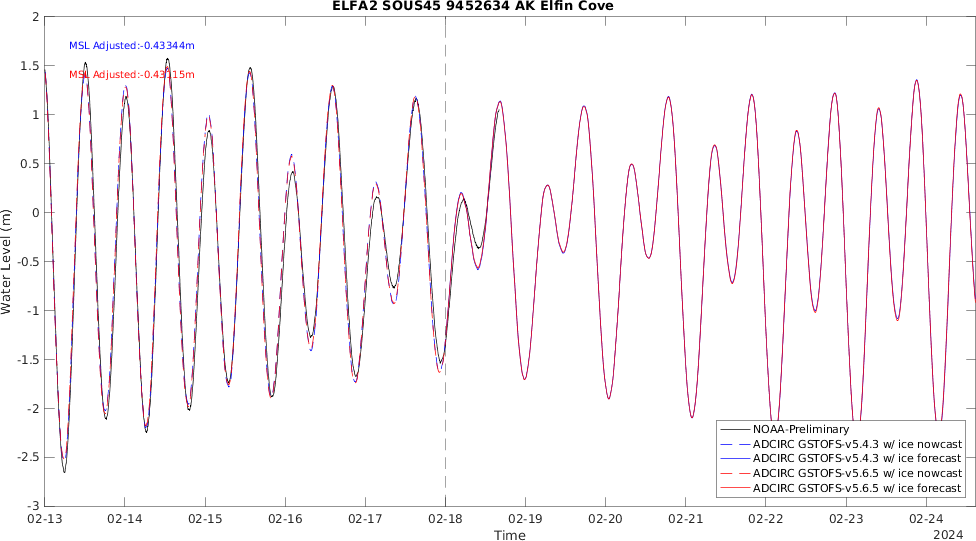 ELFA2 SOUS45 9452634 AK Elfin Cove
2
1.5
1
0.5
0
-0.5
-1
-1.5
-2
-2.5
-3
Water Level (m)
MSL Adjusted:-0.43344m
MSL Adjusted:-0.43115m
NOAA-Preliminary
ADCIRC GSTOFS-v5.4.3 w/ ice nowcast
ADCIRC GSTOFS-v5.4.3 w/ ice forecast
ADCIRC GSTOFS-v5.6.5 w/ ice nowcast
ADCIRC GSTOFS-v5.6.5 w/ ice forecast
02-13 02-14 02-15 02-16 02-17 02-18 02-19 02-20 02-21 02-22 02-23 02-24
Time
2024